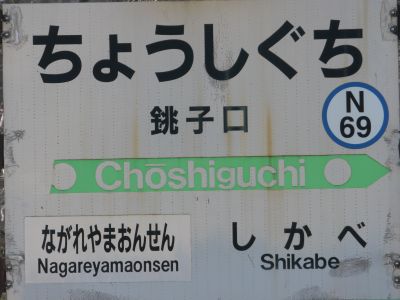 ちょうしぐち
銚子口
N
69
Chōshiguchi
ながれやまおんせん
Nagareyamaonsen
しかべ
Shikabe